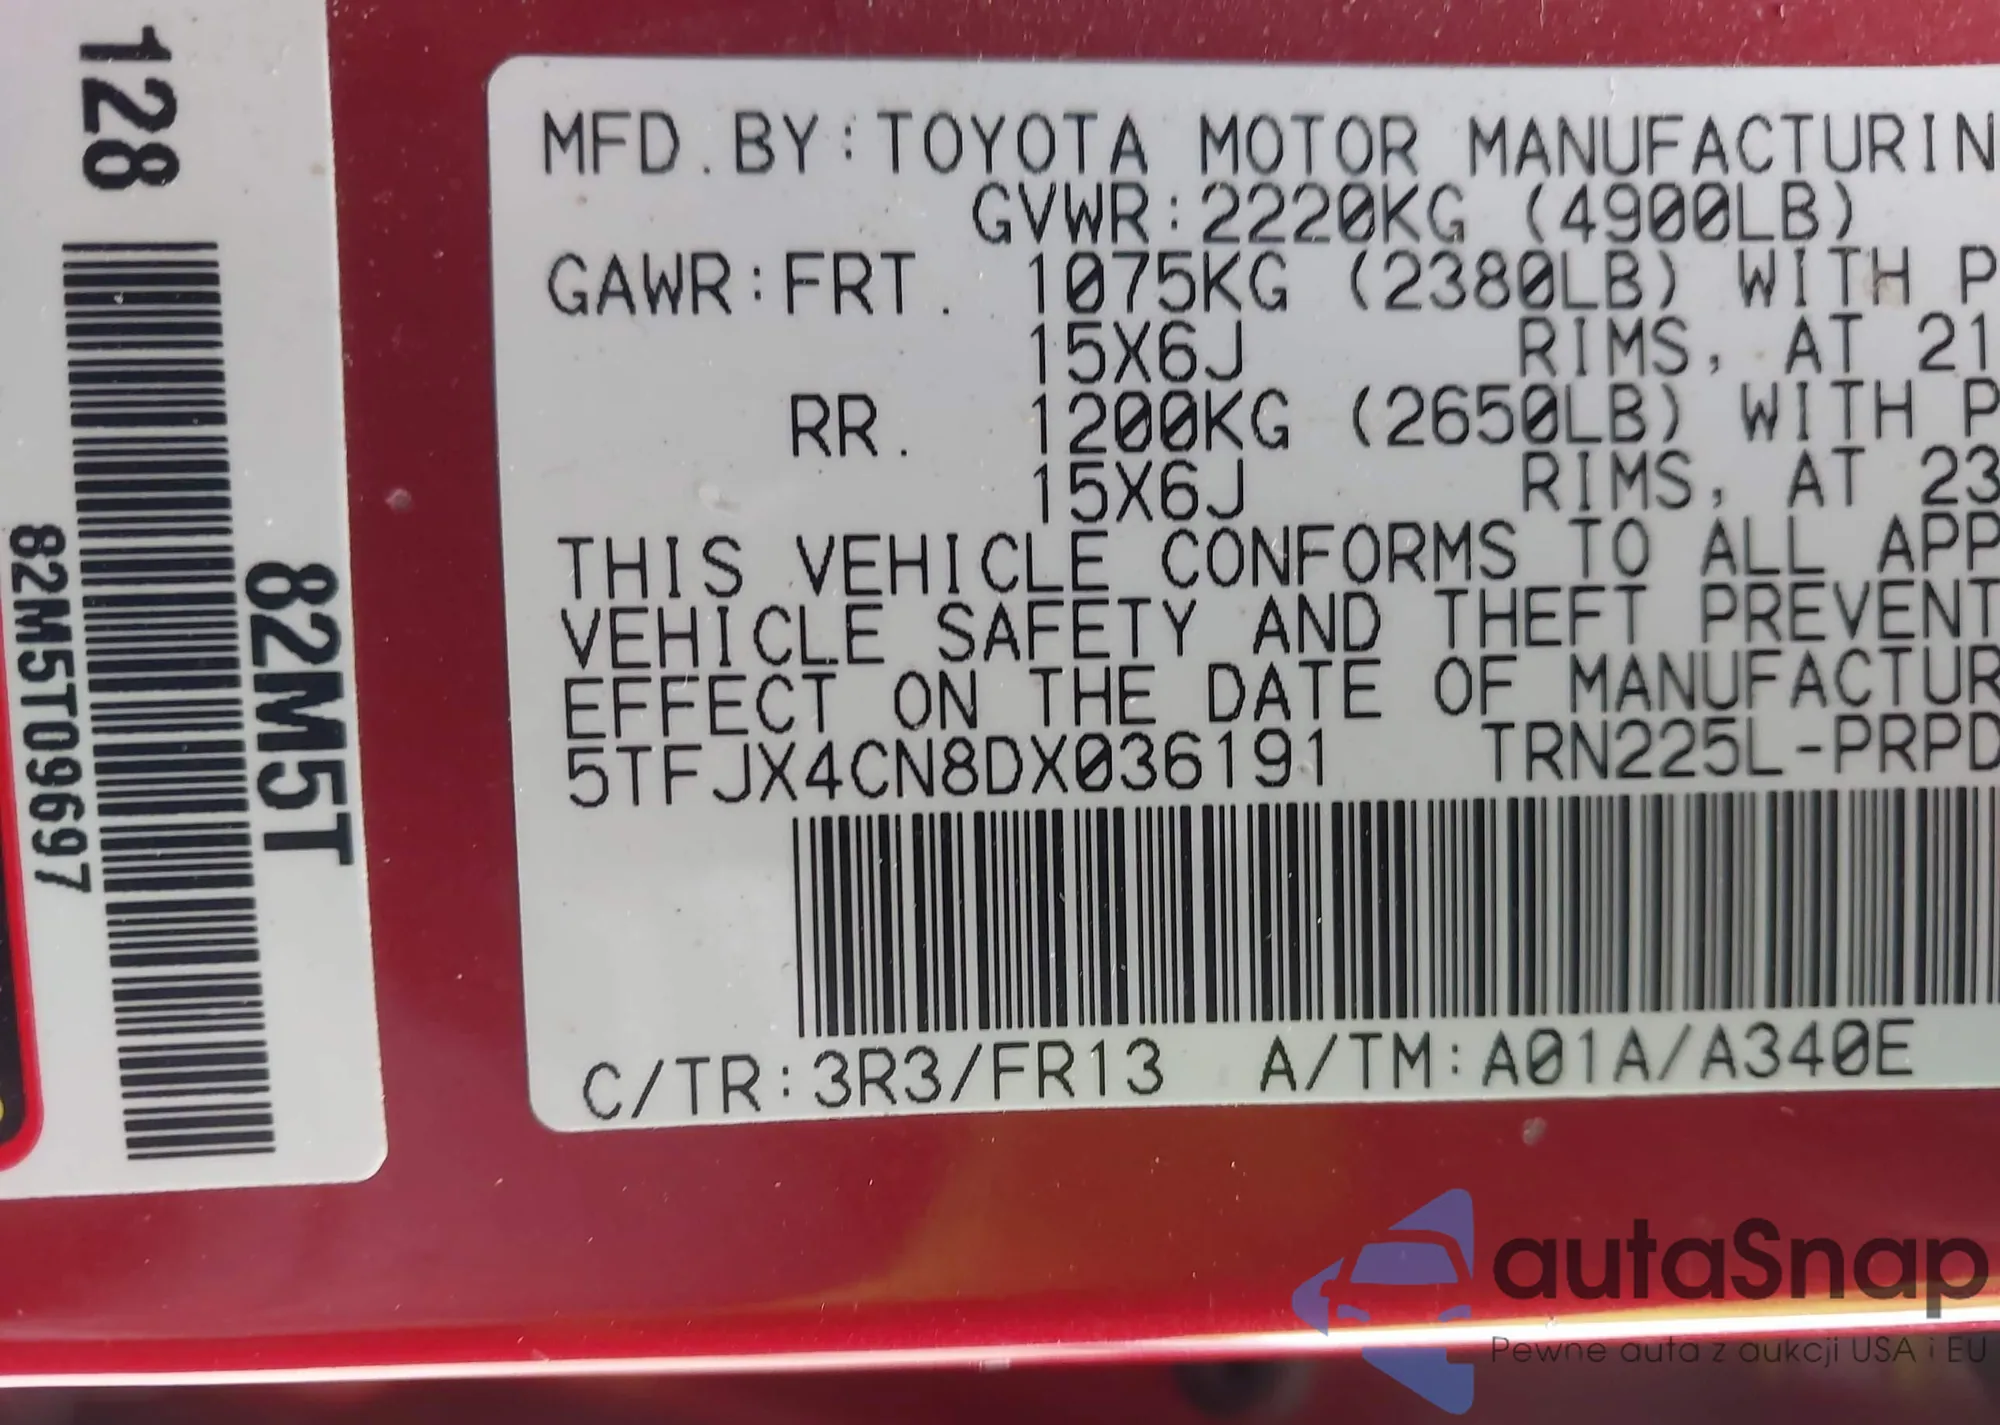 128
82M5T
82M5T09697
MFD.BY:TOYOTA MOTOR MANUFACTURIN
GVWR:2220KG (4900LB)
GAWR:FRT. 1075KG (2380LB) WITH P
15X6J RIMS, AT 21
RR. 1200KG (2650LB) WITH P
15X6J RIMS, AT 23
THIS VEHICLE CONFORMS TO ALL APP
VEHICLE SAFETY AND THEFT PREVENT
EFFECT ON THE DATE OF MANUFACTUR
5TFJX4CN8DX036191 TRN225L-PRPD
C/TR:3R3/FR13 A/TM:A01A/A340E
autaSnap
Pewne auta z aukcji USA i EU